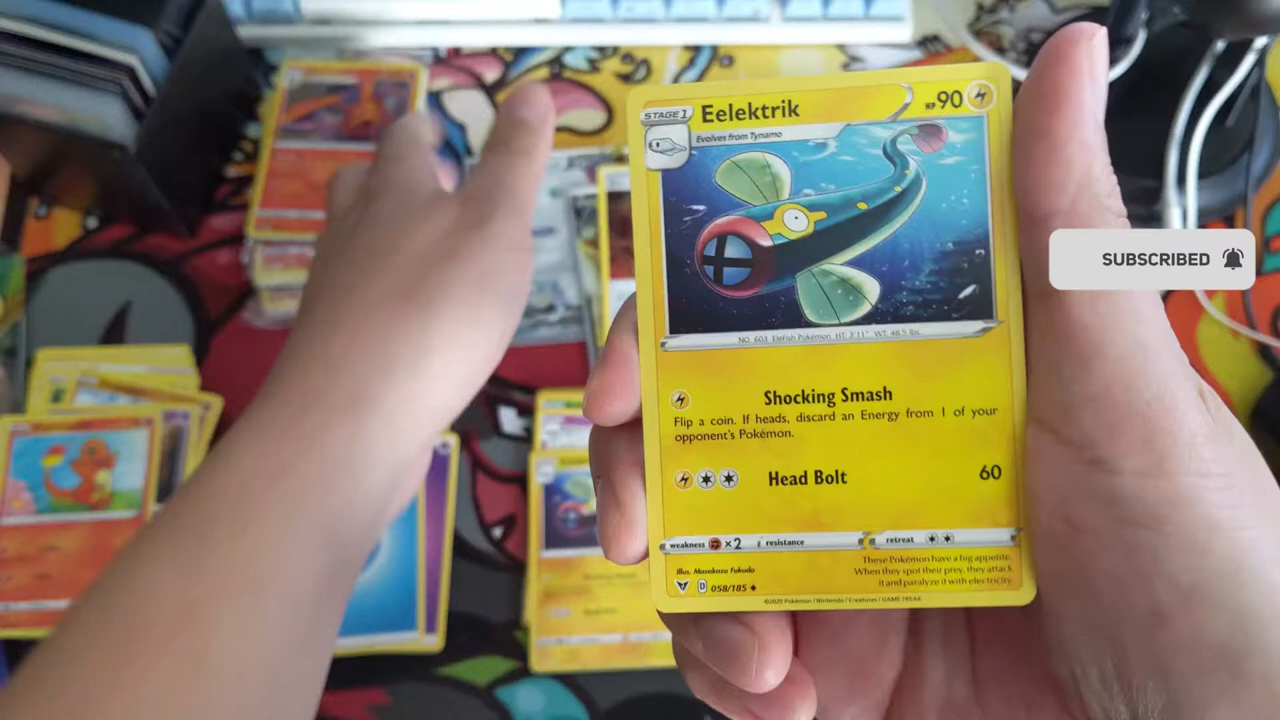 STAGE 1
Eelektrik
HP 90
Evolves from Tynamo
SUBSCRIBED
NO. 603 EleFish Pokémon HT: 3'11" WT: 48.5 lbs.
Shocking Smash
Flip a coin. If heads, discard an Energy from 1 of your
opponent's Pokémon.
Head Bolt 60
weakness ×2 resistance retreat
These Pokémon have a big appetite.
When they spot their prey, they attack
it and paralyze it with electricity.
Illus. Masakazu Fukuda
D 058/185
©2020 Pokémon / Nintendo / Creatures / GAME FREAK